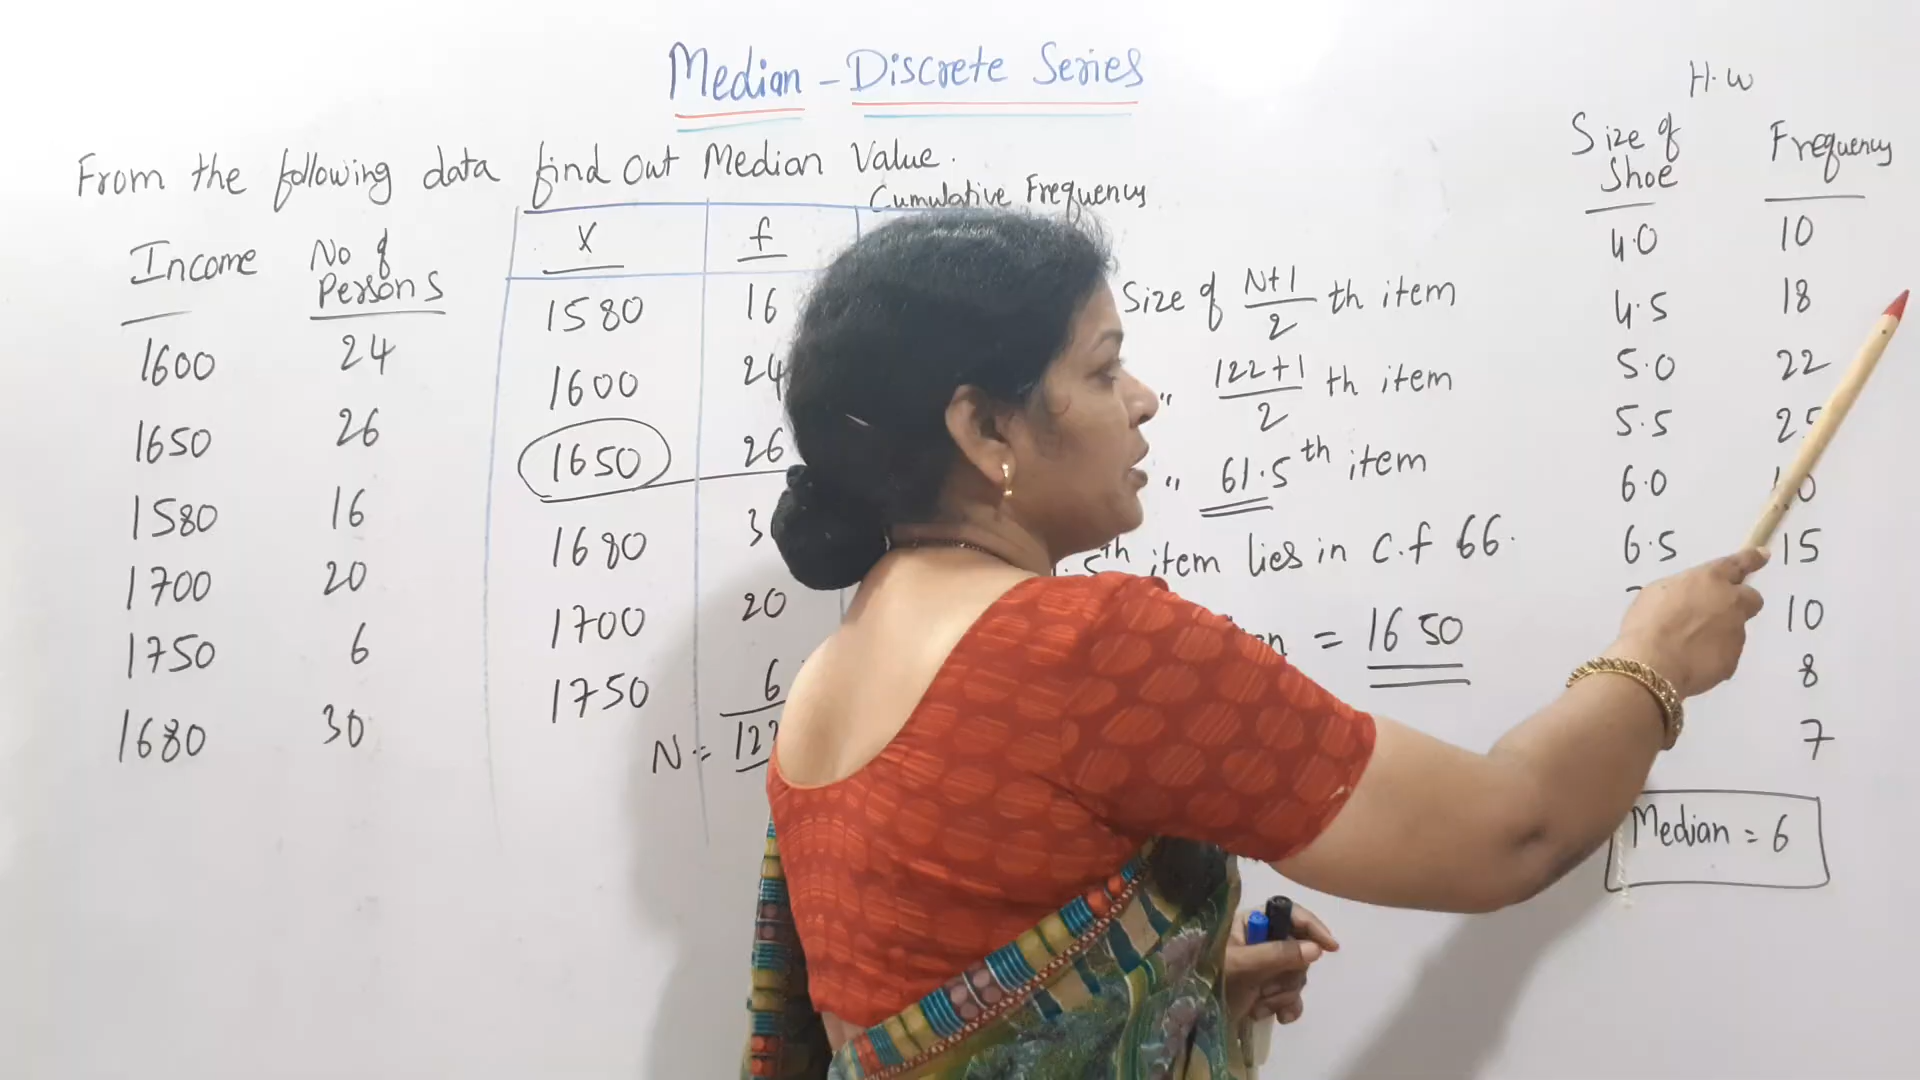 Median - Discrete Series
From the following data find out Median Value.
Income No of Persons
1600 24
1650 26
1580 16
1700 20
1750 6
1680 30
Cumulative Frequency
X f
1580 16
1600 24
1650 26
1680
1700 20
1750 6
N =
Size of N+1/2 th item
" 122+1/2 th item
" 61.5th item
item lies in C.f 66.
= 1650
H.W
Size of Shoe Frequency
4.0 10
4.5 18
5.0 22
5.5
6.0
6.5 15
10
8
7
Median = 6